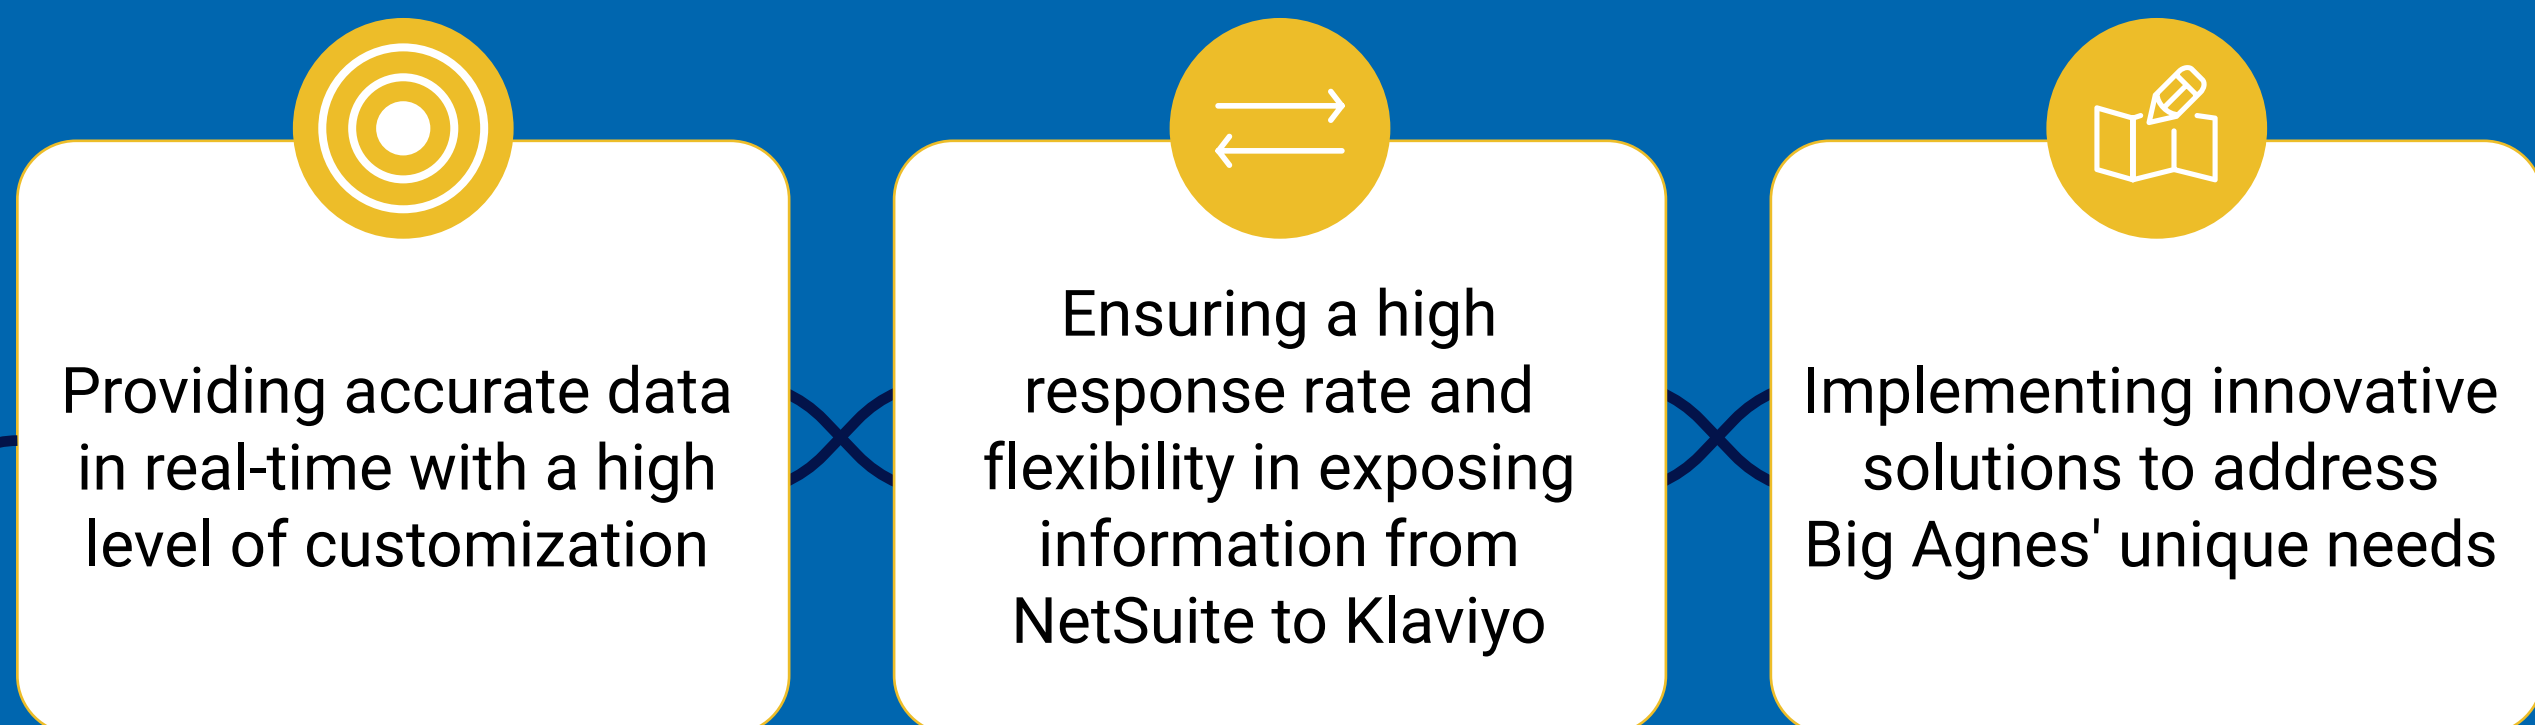 Providing accurate data
in real-time with a high
level of customization
Ensuring a high
response rate and
flexibility in exposing
information from
NetSuite to Klaviyo
Implementing innovative
solutions to address
Big Agnes' unique needs